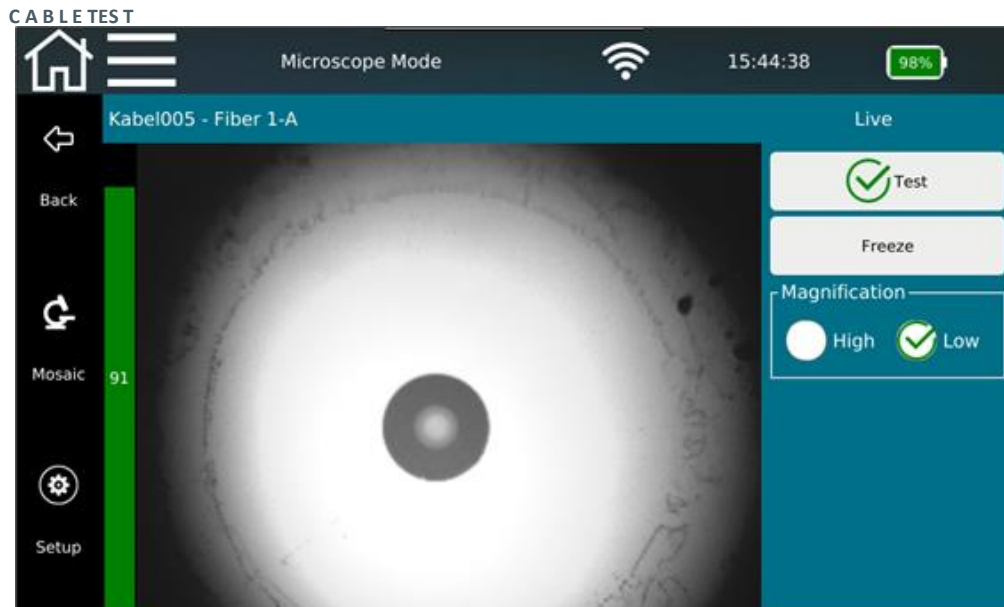 CABLE TEST
Microscope Mode 15:44:38 98%
Kabel005 - Fiber 1-A Live
Back
Test
Freeze
Magnification
High Low
Mosaic
91
Setup